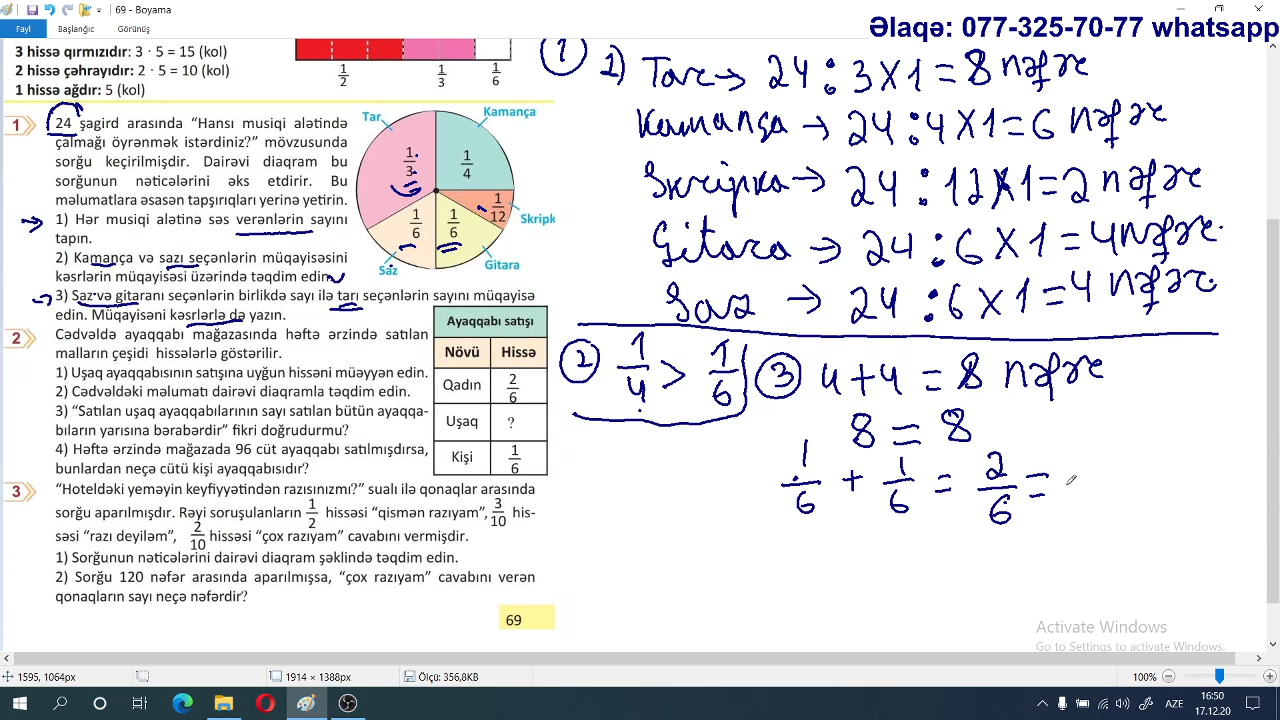 69 - Boyama
Fayl Başlanğıc Görünüş
Əlaqə: 077-325-70-77 whatsapp
3 hissə qırmızıdır: 3 · 5 = 15 (kol)
2 hissə çəhrayıdır: 2 · 5 = 10 (kol)
1 hissə ağdır: 5 (kol)
1/2 1/3 1/6
1
24 şagird arasında “Hansı musiqi alətində
çalmağı öyrənmək istərdiniz?” mövzusunda
sorğu keçirilmişdir. Dairəvi diaqram bu
sorğunun nəticələrini əks etdirir. Bu
məlumatlara əsasən tapşırıqları yerinə yetirin.
1) Hər musiqi alətinə səs verənlərin sayını
tapın.
2) Kamança və sazı seçənlərin müqayisəsini
kəsrlərin müqayisəsi üzərində təqdim edin.
3) Saz və gitaranı seçənlərin birlikdə sayı ilə tarı seçənlərin sayını müqayisə
edin. Müqayisəni kəsrlərlə də yazın.
Tar
Kamança
1/3
1/4
1/12
Skripk
1/6
1/6
Saz
Gitara
2
Cədvəldə ayaqqabı mağazasında həftə ərzində satılan
malların çeşidi hissələrlə göstərilir.
1) Uşaq ayaqqabısının satışına uyğun hissəni müəyyən edin.
2) Cədvəldəki məlumatı dairəvi diaqramla təqdim edin.
3) “Satılan uşaq ayaqqabılarının sayı satılan bütün ayaqqa-
bıların yarısına bərabərdir” fikri doğrudurmu?
4) Həftə ərzində mağazada 96 cüt ayaqqabı satılmışdırsa,
bunlardan neçə cütü kişi ayaqqabısıdır?
Ayaqqabı satışı
Növü Hissə
Qadın 2/6
Uşaq ?
Kişi 1/6
3
“Hoteldəki yeməyin keyfiyyətindən razısınızmı?” sualı ilə qonaqlar arasında
sorğu aparılmışdır. Rəyi soruşulanların 1/2 hissəsi “qismən razıyam”, 3/10 his-
səsi “razı deyiləm”, 2/10 hissəsi “çox razıyam” cavabını vermişdir.
1) Sorğunun nəticələrini dairəvi diaqram şəklində təqdim edin.
2) Sorğu 120 nəfər arasında aparılmışsa, “çox razıyam” cavabını verən
qonaqların sayı neçə nəfərdir?
69
1 1) Tar → 24 : 3 X 1 = 8 nəfər
Kamança → 24 : 4 X 1 = 6 nəfər
Skripka → 24 : 12 X 1 = 2 nəfər
Gitara → 24 : 6 X 1 = 4 nəfər.
Saz → 24 : 6 X 1 = 4 nəfər.
2 1/4 > 1/6
3 4 + 4 = 8 nəfər
8 = 8
1/6 + 1/6 = 2/6 =
Activate Windows
Go to Settings to activate Windows.
1595, 1064px 1914 × 1388px Ölçü: 356,8KB 100%
AZE 16:50
17.12.20